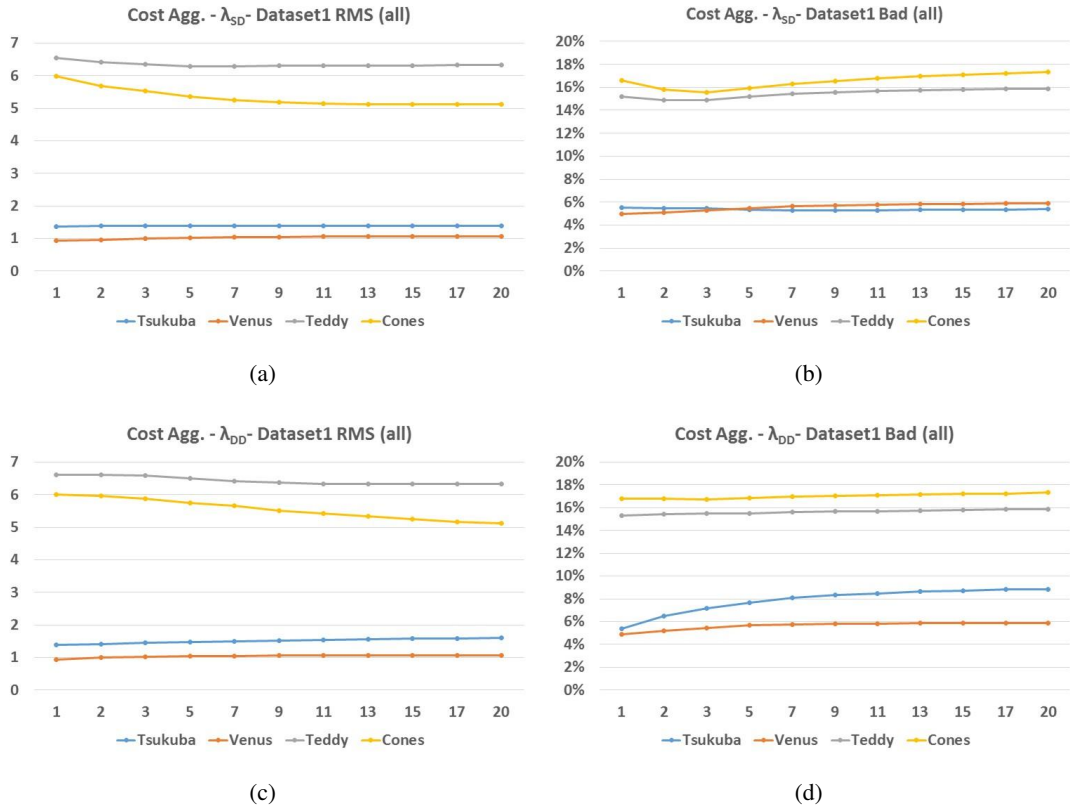 Cost Agg. - λSD- Dataset1 RMS (all)
7
6
5
4
3
2
1
0
1 2 3 5 7 9 11 13 15 17 20
Tsukuba Venus Teddy Cones
(a)
Cost Agg. - λSD- Dataset1 Bad (all)
20%
18%
16%
14%
12%
10%
8%
6%
4%
2%
0%
1 2 3 5 7 9 11 13 15 17 20
Tsukuba Venus Teddy Cones
(b)
Cost Agg. - λDD- Dataset1 RMS (all)
7
6
5
4
3
2
1
0
1 2 3 5 7 9 11 13 15 17 20
Tsukuba Venus Teddy Cones
(c)
Cost Agg. - λDD- Dataset1 Bad (all)
20%
18%
16%
14%
12%
10%
8%
6%
4%
2%
0%
1 2 3 5 7 9 11 13 15 17 20
Tsukuba Venus Teddy Cones
(d)